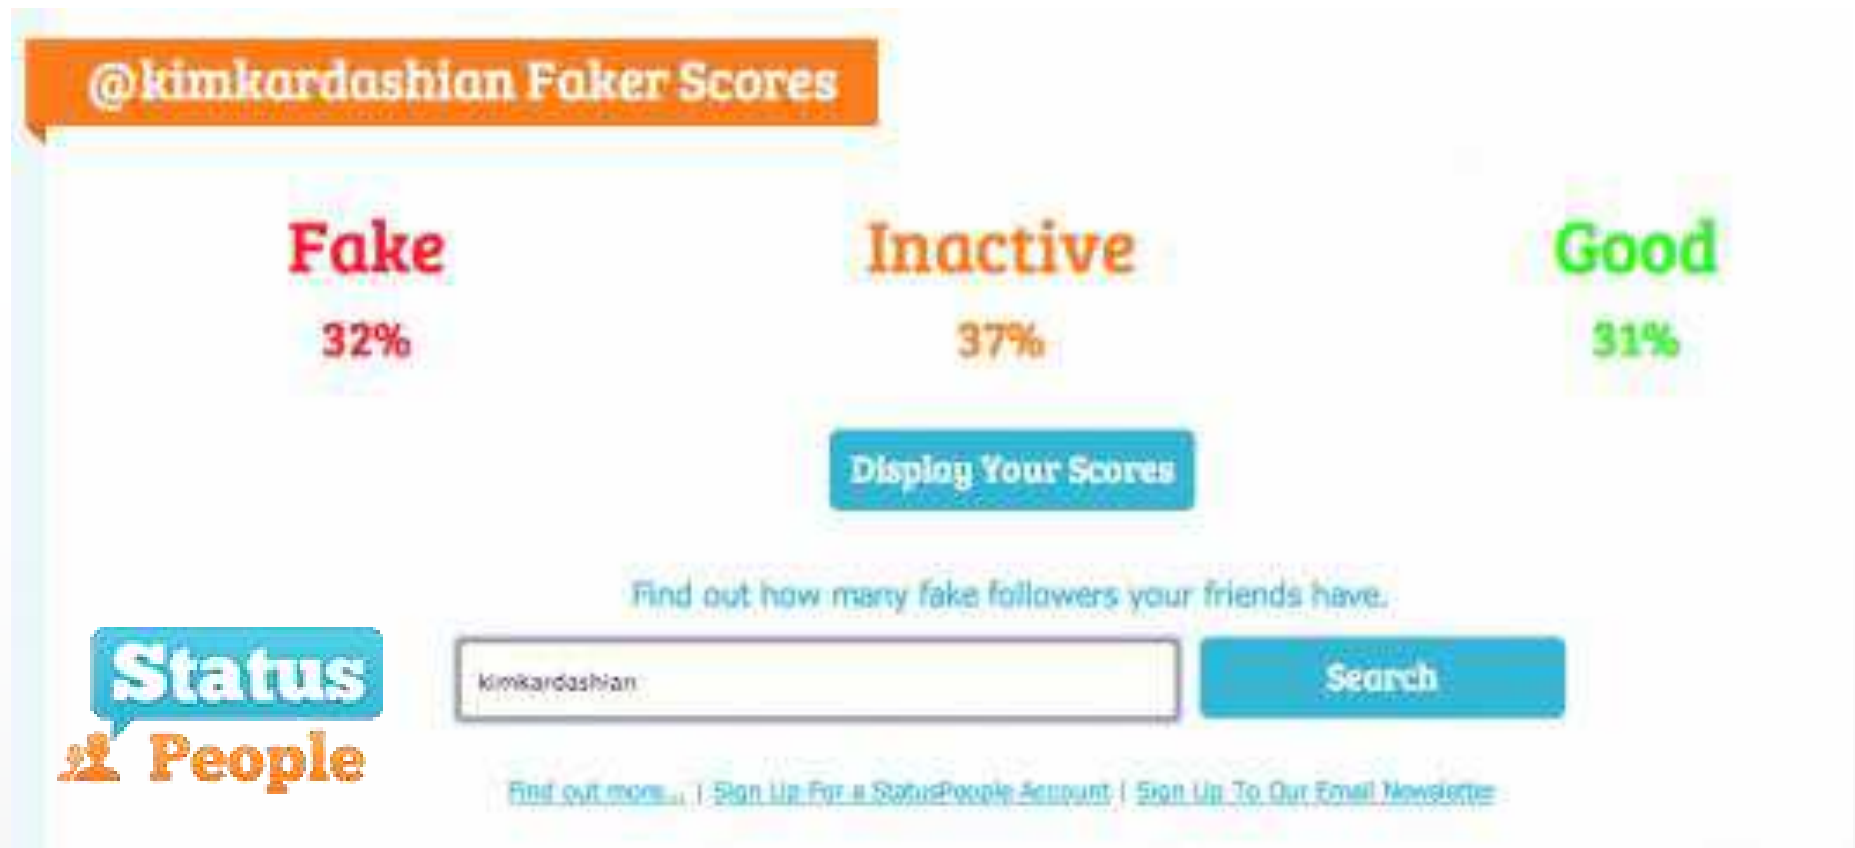 @kimkardashian Faker Scores
Fake Inactive Good
32% 37% 31%
Display Your Scores
Find out how many fake followers your friends have.
Status
People
kimkardashian Search
Find out more... | Sign Up For a StatusPeople Account | Sign Up To Our Email Newsletter